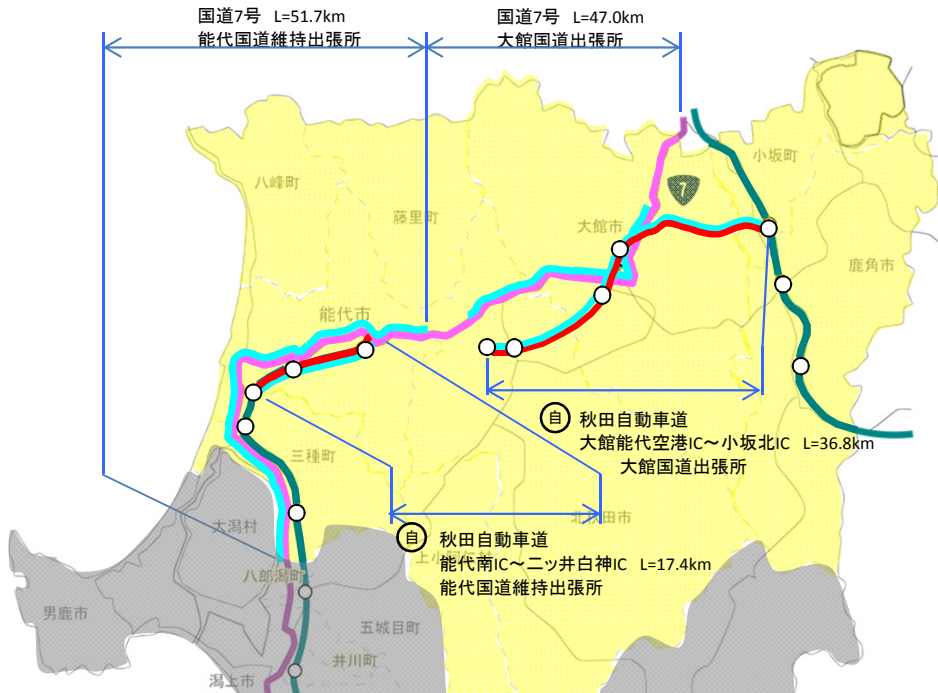 国道7号 L=51.7km
能代国道維持出張所
国道7号 L=47.0km
大館国道出張所
小坂町
八峰町
7
藤里町
大館市
鹿角市
能代市
自 秋田自動車道
大館能代空港IC～小坂北IC L=36.8km
大館国道出張所
三種町
大潟村
北秋田市
自 秋田自動車道
上小阿仁村
能代南IC～二ッ井白神IC L=17.4km
能代国道維持出張所
八郎潟町
男鹿市
五城目町
井川町
潟上市